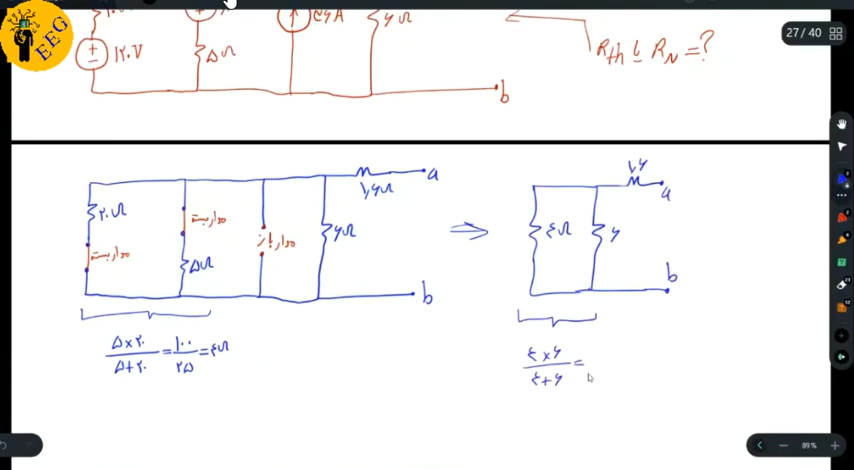 EEG
27 / 40
۱۲۰V
۵Ω
۶Ω
b
Rth یا RN = ?
۲۰Ω
مدار بسته
مدار بسته
۵Ω
مدار باز
۶Ω
۱,۶Ω
a
b
۵×۲۰/۵+۲۰ = ۱۰۰/۲۵ = ۴Ω
⇒
۴Ω
۶
۱,۶
a
b
۴×۶/۴+۶ =
89%